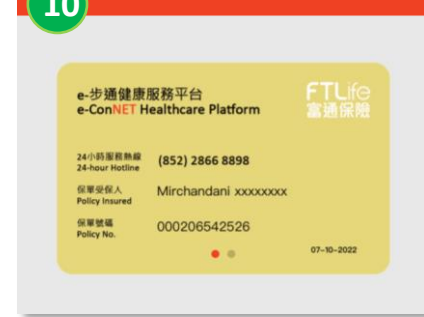 10
e-步通健康服務平台
e-ConNET Healthcare Platform
FTLife
富通保險
24小時服務熱線
24-hour Hotline
(852) 2866 8898
保單受保人
Policy Insured
Mirchandani xxxxxxxx
保單號碼
Policy No.
000206542526
07-10-2022